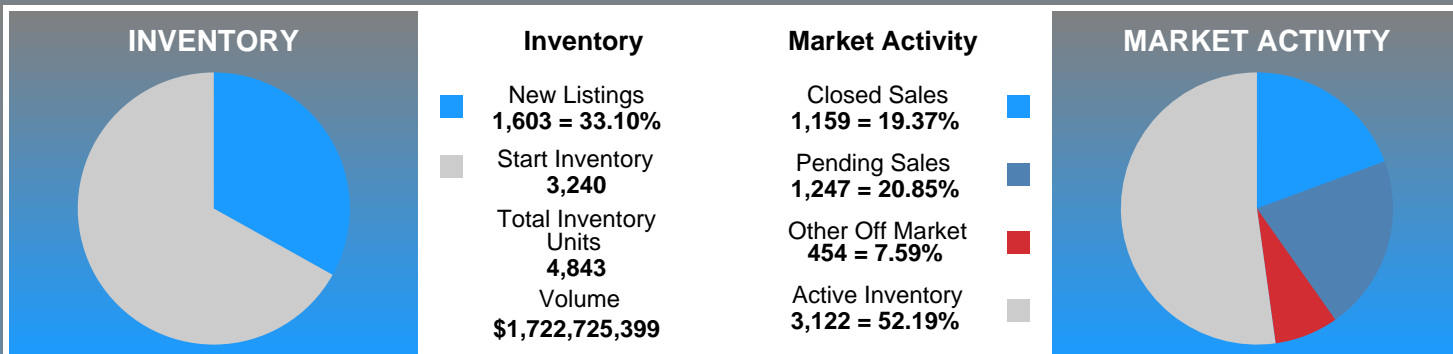 INVENTORY
Inventory
New Listings
1,603 = 33.10%
Start Inventory
3,240
Total Inventory
Units
4,843
Volume
$1,722,725,399
Market Activity
Closed Sales
1,159 = 19.37%
Pending Sales
1,247 = 20.85%
Other Off Market
454 = 7.59%
Active Inventory
3,122 = 52.19%
MARKET ACTIVITY